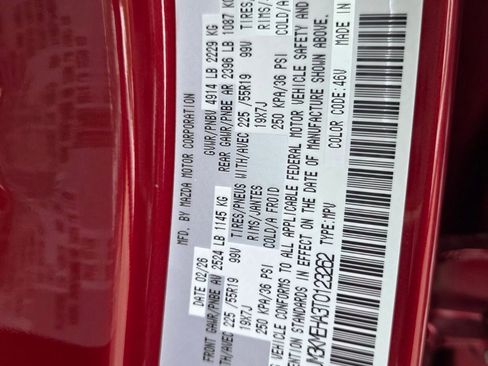 MFD. BY MAZDA MOTOR CORPORATION
DATE 02/26 GVWR/PNBV 4914 LB 2229 KG
FRONT GAWR/PNBE AV 2524 LB 1145 KG REAR GAWR/PNBE AR 2396 LB 1087 KG
WITH/AVEC 225 /55R19 99V TIRES/PNEUS WITH/AVEC 225 /55R19 99V TIRES/
19X7J RIMS/JANTES 19X7J RIMS/
250 KPA/36 PSI COLD/A FROID 250 KPA/36 PSI COLD/A
CONFORMS TO ALL APPLICABLE FEDERAL MOTOR VEHICLE SAFETY AND
STANDARDS IN EFFECT ON THE DATE OF MANUFACTURE SHOWN ABOVE.
TYPE:MPV COLOR CODE:46V